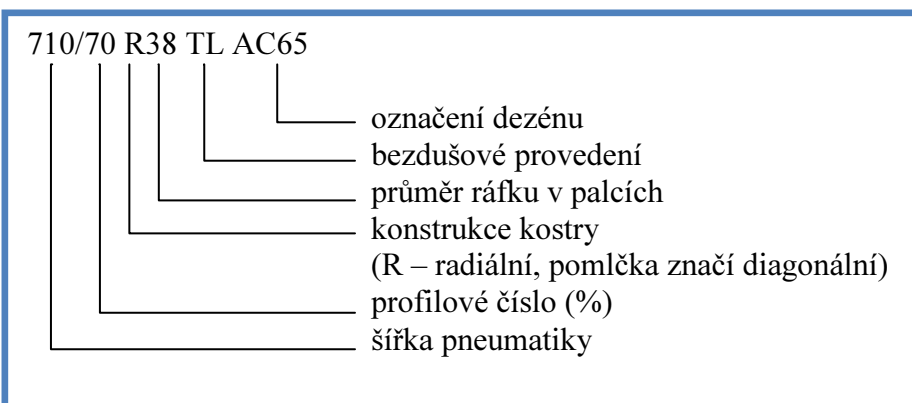 710/70 R38 TL AC65
označení dezénu
bezdušové provedení
průměr ráfku v palcích
konstrukce kostry
(R – radiální, pomlčka značí diagonální)
profilové číslo (%)
šířka pneumatiky